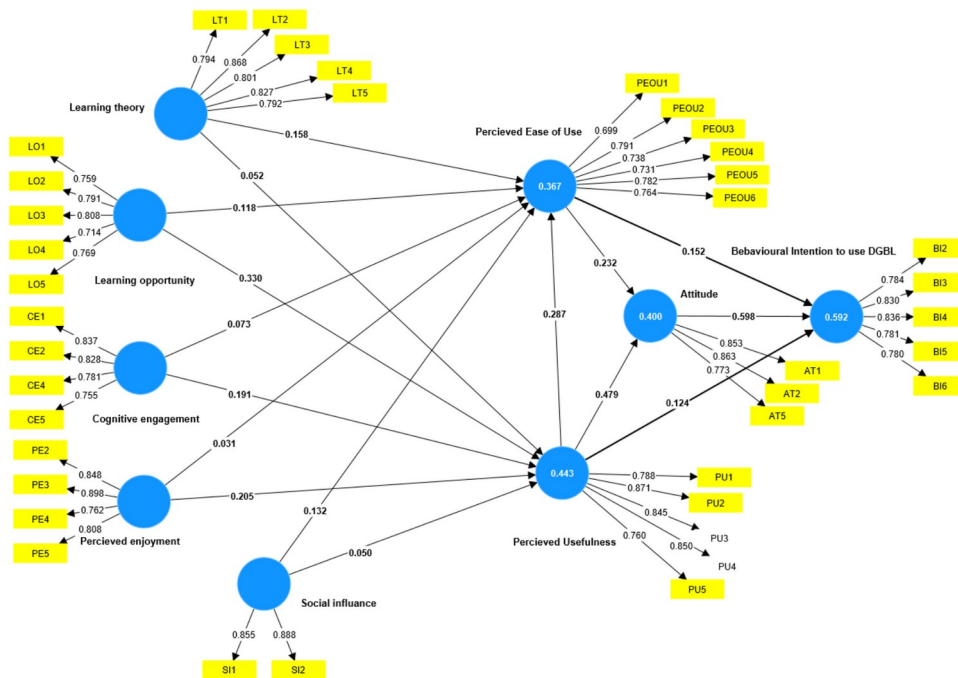 LT1
LT2
LT3
LT4
LT5
0.794
0.868
0.801
0.827
0.792
Learning theory
0.158
0.052
LO1
LO2
LO3
LO4
LO5
0.759
0.791
0.808
0.714
0.769
Learning opportunity
0.118
0.330
CE1
CE2
CE4
CE5
0.837
0.828
0.781
0.755
Cognitive engagement
0.073
0.191
PE2
PE3
PE4
PE5
0.848
0.898
0.762
0.808
Percieved enjoyment
0.031
0.205
Social influance
0.132
0.050
0.855
0.888
SI1
SI2
Percieved Ease of Use
0.367
PEOU1
PEOU2
PEOU3
PEOU4
PEOU5
PEOU6
0.699
0.791
0.738
0.731
0.782
0.764
0.152
0.232
0.287
Attitude
0.400
0.598
0.853
0.863
0.773
AT1
AT2
AT5
0.479
0.124
Percieved Usefulness
0.443
0.788
0.871
0.845
0.850
0.760
PU1
PU2
PU3
PU4
PU5
Bebavioural Intention to use DGBL
0.592
0.784
0.830
0.836
0.781
0.780
BI2
BI3
BI4
BI5
BI6